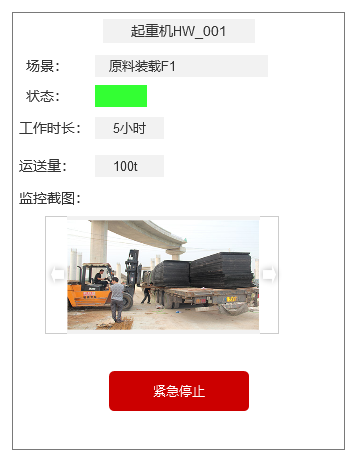 起重机HW_001
场景： 原料装载F1
状态：
工作时长： 5小时
运送量： 100t
监控截图：
紧急停止